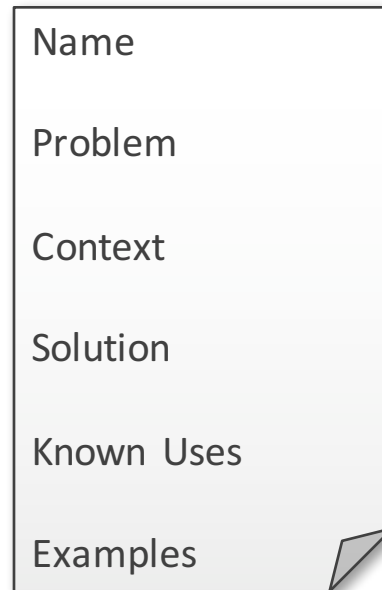 Name
Problem
Context
Solution
Known Uses
Examples